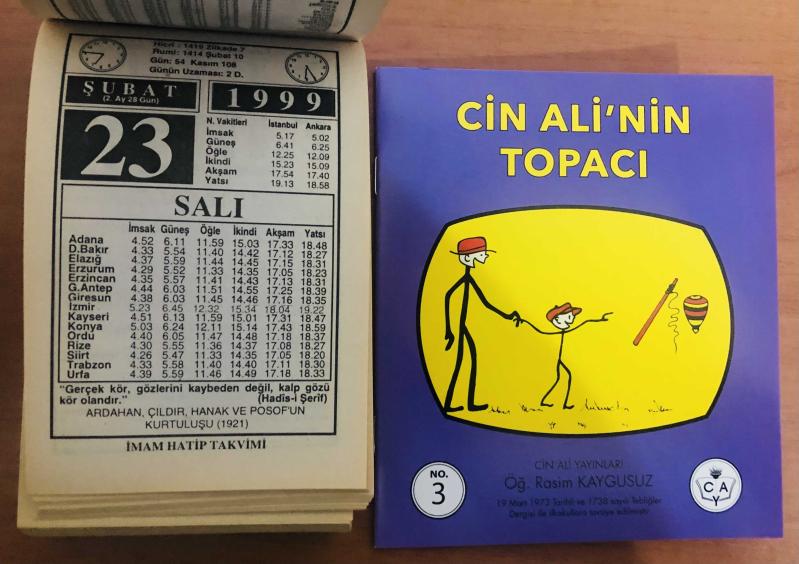 Hicri : 1419 Zilkade 7
Rumi: 1414 Şubat 10
Gün: 54 Kasım 108
Günün Uzaması: 2 D.
ŞUBAT
(2. Ay 28 Gün)
1999
23
N. Vakitleri İstanbul Ankara
İmsak 5.17 5.02
Güneş 6.41 6.25
Öğle 12.25 12.09
İkindi 15.23 15.09
Akşam 17.54 17.40
Yatsı 19.13 18.58
SALI
İmsak Güneş Öğle İkindi Akşam Yatsı
Adana 4.52 6.11 11.59 15.03 17.33 18.48
D.Bakır 4.33 5.54 11.40 14.42 17.12 18.27
Elazığ 4.37 5.59 11.44 14.45 17.15 18.31
Erzurum 4.29 5.52 11.33 14.35 17.05 18.23
Erzincan 4.35 5.57 11.41 14.43 17.13 18.31
G.Antep 4.44 6.03 11.51 14.55 17.25 18.39
Giresun 4.38 6.03 11.45 14.46 17.16 18.35
İzmir 5.23 6.45 12.32 15.34 18.04 19.22
Kayseri 4.51 6.13 11.59 15.01 17.31 18.47
Konya 5.03 6.24 12.11 15.14 17.43 18.59
Ordu 4.40 6.05 11.47 14.48 17.18 18.37
Rize 4.30 5.55 11.36 14.37 17.08 18.27
Siirt 4.26 5.47 11.33 14.35 17.05 18.20
Trabzon 4.33 5.58 11.40 14.40 17.11 18.30
Urfa 4.39 5.59 11.46 14.49 17.18 18.33
"Gerçek kör, gözlerini kaybeden değil, kalp gözü
kör olandır." (Hadis-i Şerif)
ARDAHAN, ÇILDIR, HANAK VE POSOF'UN
KURTULUŞU (1921)
İMAM HATİP TAKVİMİ
CİN ALİ'NİN
TOPACI
CİN ALİ YAYINLARI
Öğ. Rasim KAYGUSUZ
19 Mart 1973 Tarihli ve 1738 sayılı Tebliğler
Dergisi ile ilkokullara tavsiye edilmiştir.
NO.
3
C A
Y